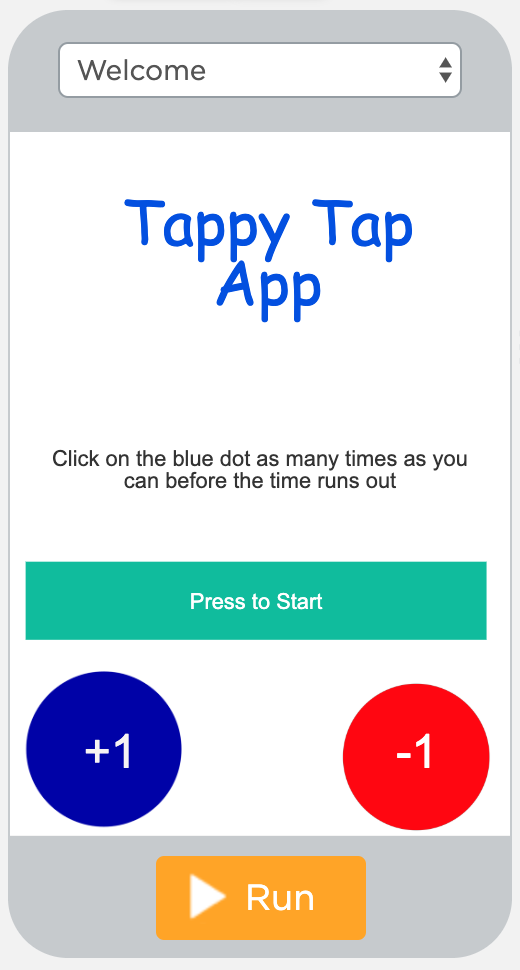 Welcome
Tappy Tap
App
Click on the blue dot as many times as you
can before the time runs out
Press to Start
+1
-1
Run